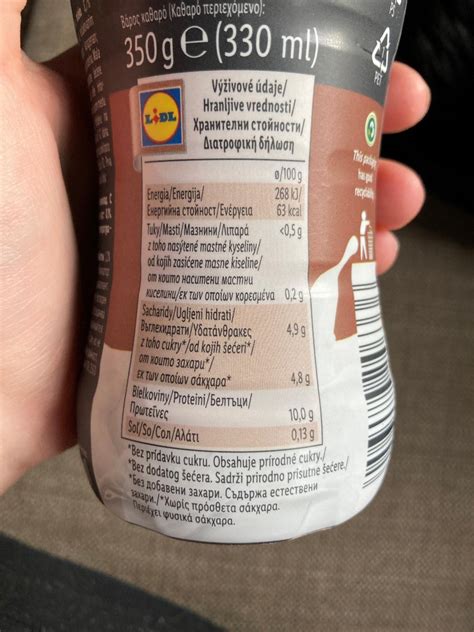 Βάρος καθαρό (Καθαρό περιεχόμενο):
350 g e (330 ml)
PET
LIDL
Výživové údaje/
Hranljive vrednosti/
Хранителни стойности/
Διατροφική δήλωση
This packaging
has good
recyclability
ø/100 g
Energia/Energija/ 268 kJ/
Енергийна стойност/Ενέργεια 63 kcal
Tuky/Masti/Мазнини/Λιπαρά <0,5 g
z toho nasýtené mastné kyseliny/
od kojih zasićene masne kiseline/
от които наситени мастни
киселини/εκ των οποίων κορεσμένα 0,2 g
Sacharidy/Ugljeni hidrati/
Въглехидрати/Υδατάνθρακες 4,9 g
z toho cukry*/od kojih šećeri*/
от които захари*/
εκ των οποίων σάκχαρα* 4,8 g
Bielkoviny/Proteini/Белтъци/
Πρωτεΐνες 10,0 g
Soľ/So/Сол/Αλάτι 0,13 g
*Bez prídavku cukru. Obsahuje prírodné cukry./
*Bez dodatog šećera. Sadrži prirodno prisutne šećere./
*Без добавени захари. Съдържа естествени
захари./*Χωρίς πρόσθετα σάκχαρα.
Περιέχει φυσικά σάκχαρα.